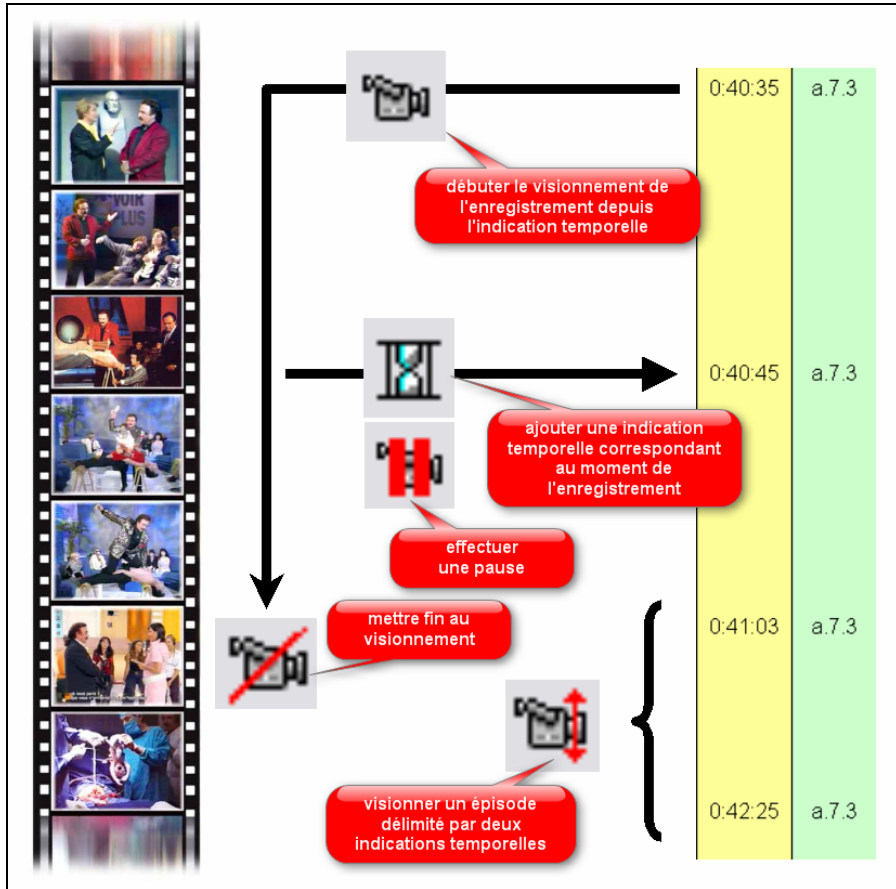 0:40:35 a.7.3
débuter le visionnement de
l'enregistrement depuis
l'indication temporelle
VOIR
PLUS
0:40:45 a.7.3
ajouter une indication
temporelle correspondant
au moment de
l'enregistrement
effectuer
une pause
mettre fin au
visionnement
0:41:03 a.7.3
visionner un épisode
délimité par deux
indications temporelles
0:42:25 a.7.3